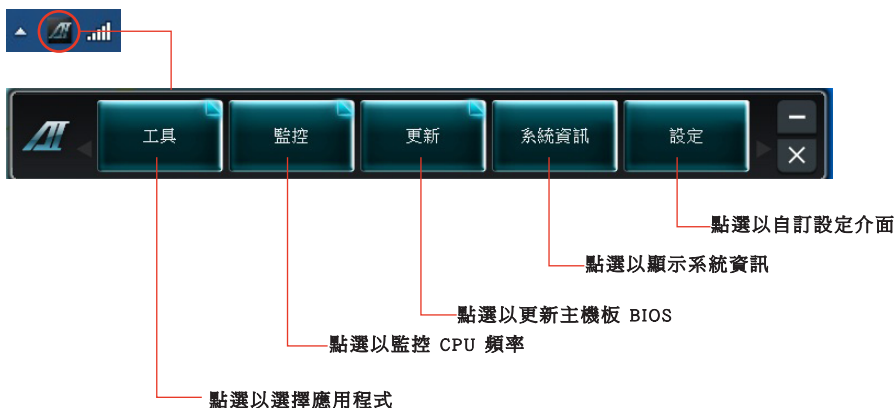 工具 監控 更新 系統資訊 設定
點選以自訂設定介面
點選以顯示系統資訊
點選以更新主機板 BIOS
點選以監控 CPU 頻率
點選以選擇應用程式